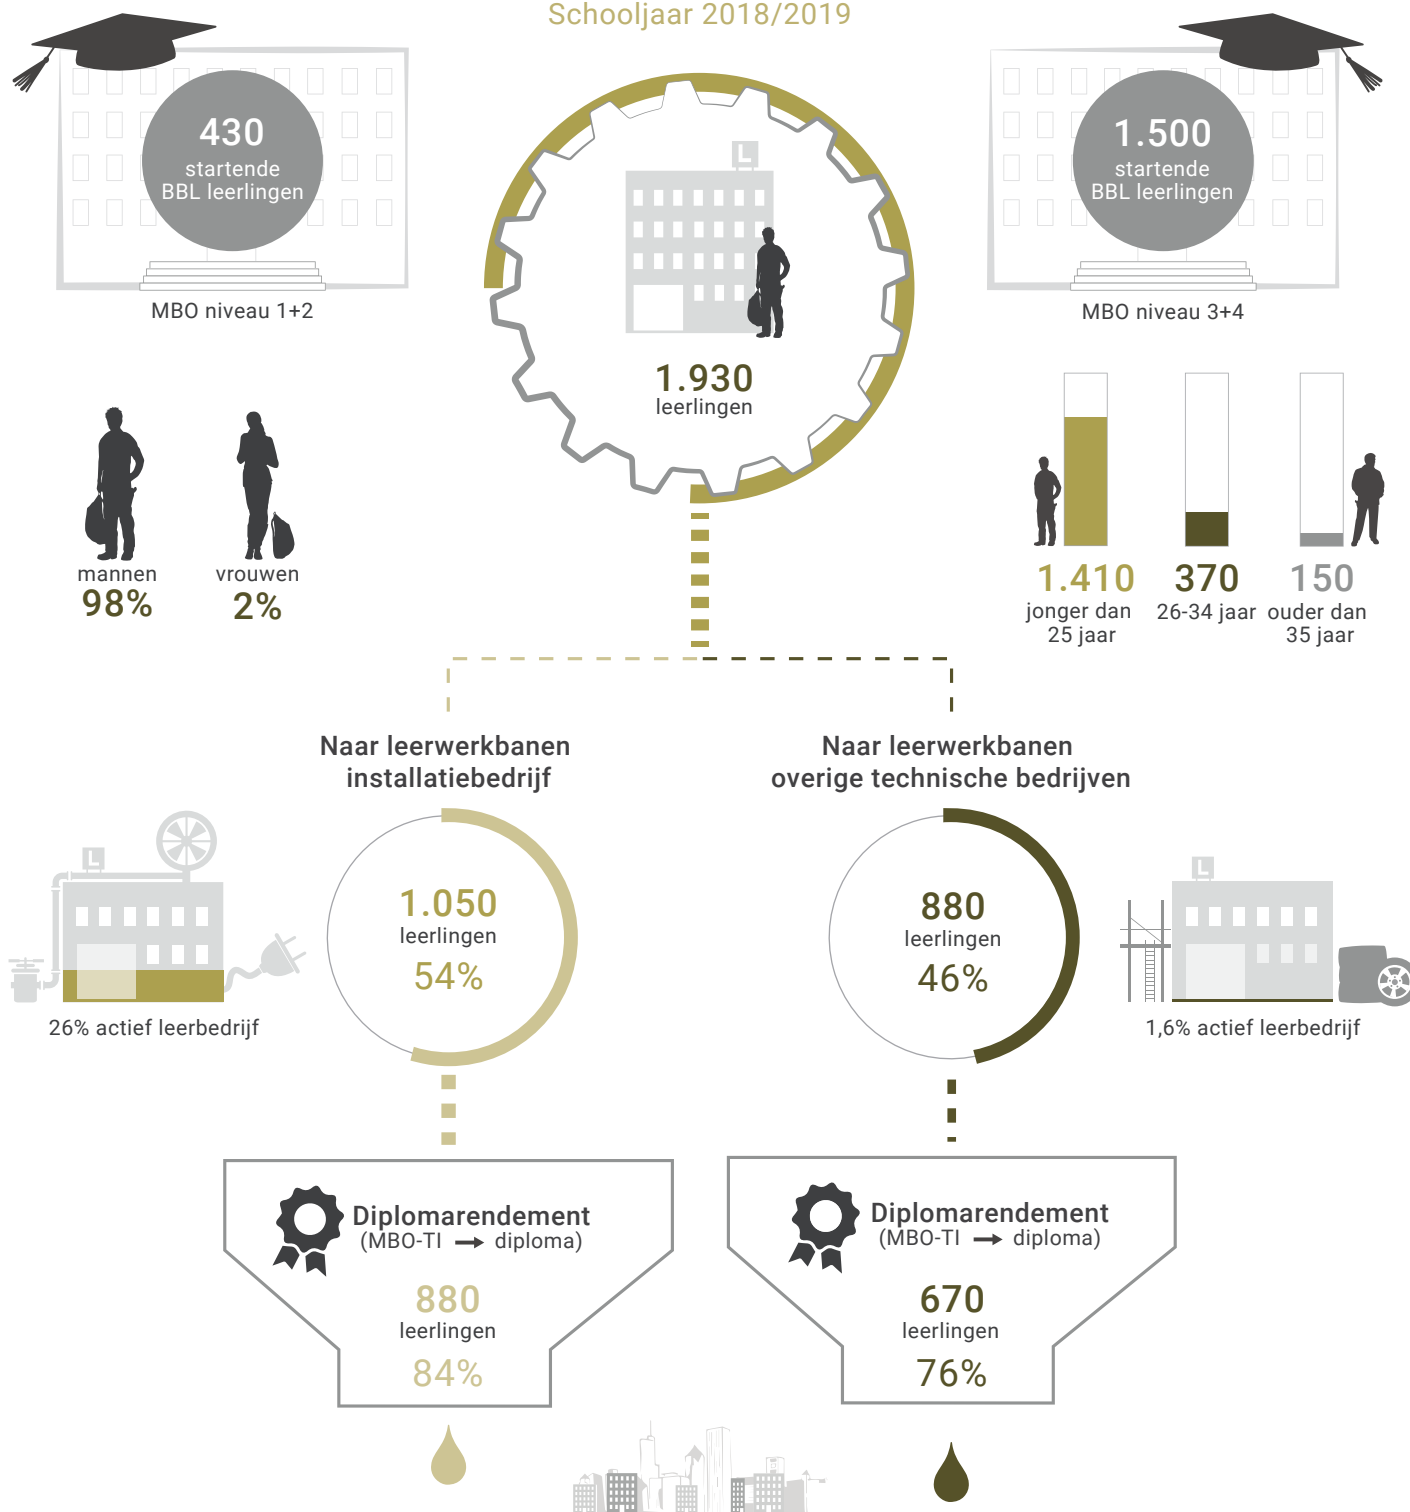 Schooljaar 2018/2019
430
startende
BBL leerlingen
MBO niveau 1+2
L
1.930
leerlingen
1.500
startende
BBL leerlingen
MBO niveau 3+4
mannen
98%
vrouwen
2%
1.410
jonger dan
25 jaar
370
26-34 jaar
150
ouder dan
35 jaar
Naar leerwerkbanen
installatiebedrijf
L
26% actief leerbedrijf
1.050
leerlingen
54%
Naar leerwerkbanen
overige technische bedrijven
880
leerlingen
46%
L
1,6% actief leerbedrijf
Diplomarendement
(MBO-TI → diploma)
880
leerlingen
84%
Diplomarendement
(MBO-TI → diploma)
670
leerlingen
76%